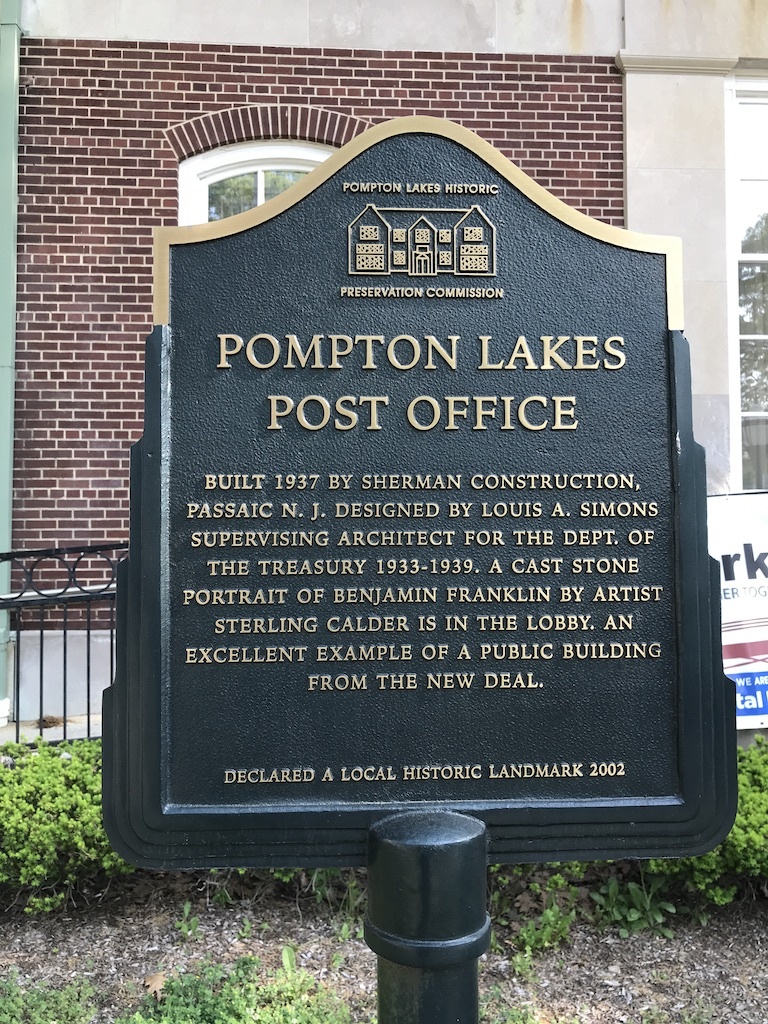 POMPTON LAKES HISTORIC
PRESERVATION COMMISSION
POMPTON LAKES
POST OFFICE
BUILT 1937 BY SHERMAN CONSTRUCTION,
PASSAIC N. J. DESIGNED BY LOUIS A. SIMONS
SUPERVISING ARCHITECT FOR THE DEPT. OF
THE TREASURY 1933-1939. A CAST STONE
PORTRAIT OF BENJAMIN FRANKLIN BY ARTIST
STERLING CALDER IS IN THE LOBBY. AN
EXCELLENT EXAMPLE OF A PUBLIC BUILDING
FROM THE NEW DEAL.
DECLARED A LOCAL HISTORIC LANDMARK 2002
WE ARE